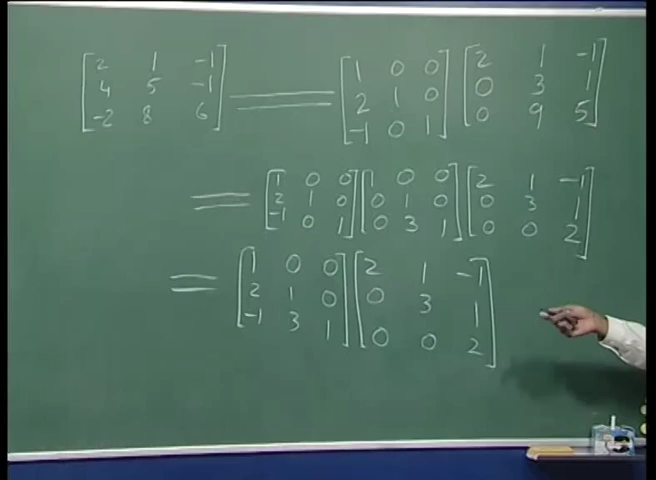 [2 1 -1; 4 5 -1; -2 8 6] = [1 0 0; 2 1 0; -1 0 1] [2 1 -1; 0 3 1; 0 9 5]
= [1 0 0; 2 1 0; -1 0 1] [1 0 0; 0 1 0; 0 3 1] [2 1 -1; 0 3 1; 0 0 2]
= [1 0 0; 2 1 0; -1 3 1] [2 1 -1; 0 3 1; 0 0 2]